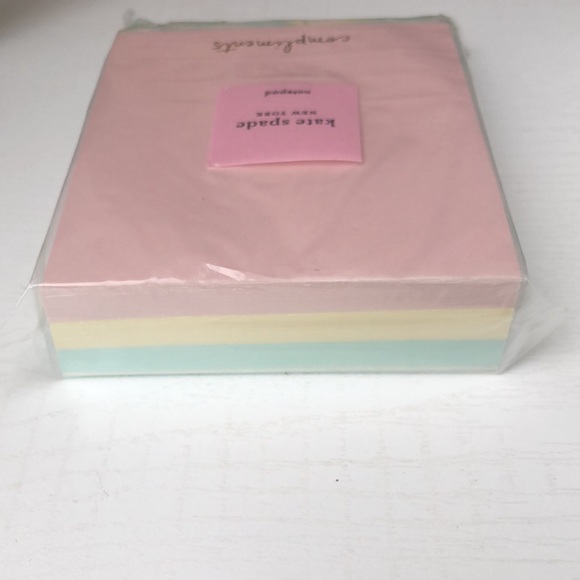 compliments
kate spade
NEW YORK
notepad